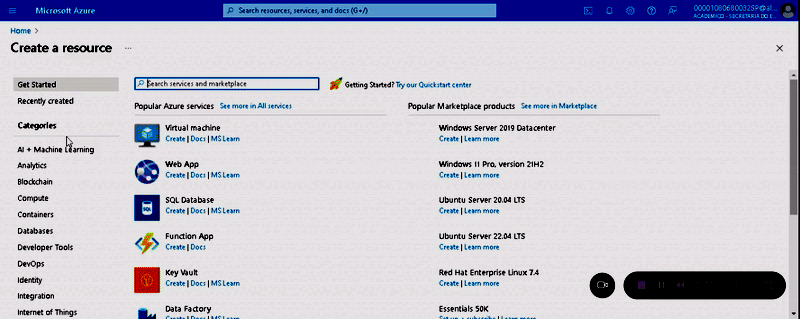 Microsoft Azure
Search resources, services, and docs (G+/)
00001080680032SP@al...
ACADEMICO - SECRETARIA DO E...
Home >
Create a resource ...
Get Started
Recently created
Categories
AI + Machine Learning
Analytics
Blockchain
Compute
Containers
Databases
Developer Tools
DevOps
Identity
Integration
Internet of Things
Search services and marketplace
Getting Started? Try our Quickstart center
Popular Azure services See more in All services
Virtual machine
Create | Docs | MS Learn
Web App
Create | Docs | MS Learn
SQL Database
Create | Docs | MS Learn
Function App
Create | Docs
Key Vault
Create | Docs | MS Learn
Data Factory
Popular Marketplace products See more in Marketplace
Windows Server 2019 Datacenter
Create | Learn more
Windows 11 Pro, version 21H2
Create | Learn more
Ubuntu Server 20.04 LTS
Create | Learn more
Ubuntu Server 22.04 LTS
Create | Learn more
Red Hat Enterprise Linux 7.4
Create | Learn more
Essentials 50K
Set up + subscribe | Learn more